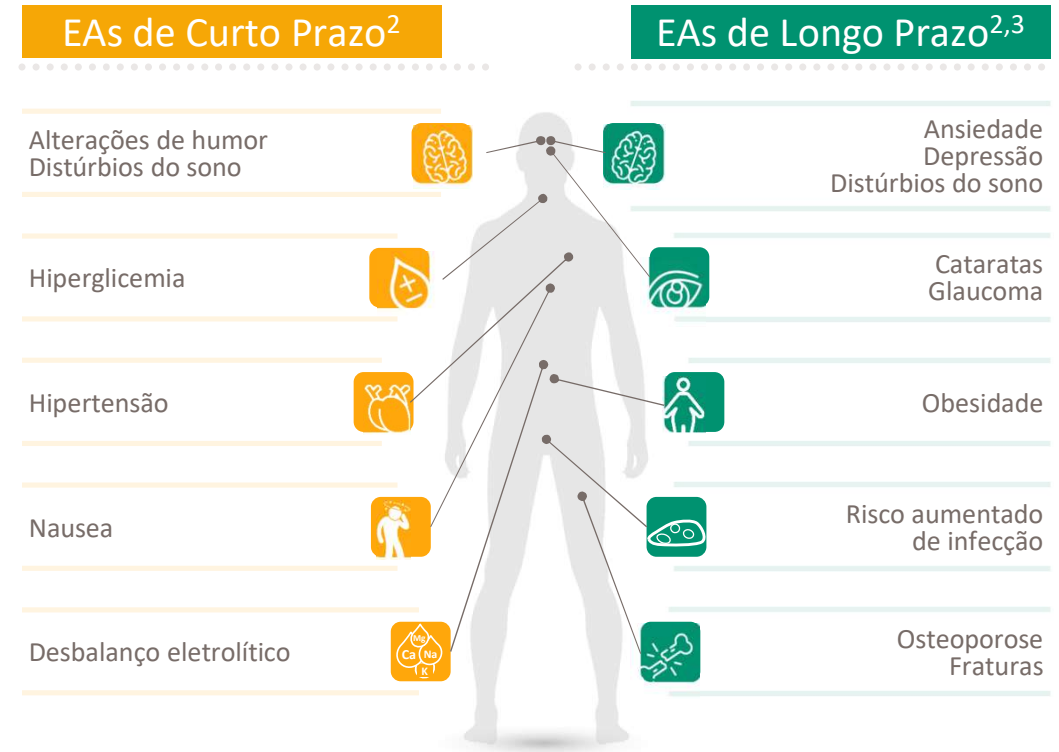 EAs de Curto Prazo2
Alterações de humor
Distúrbios do sono
Hiperglicemia
Hipertensão
Nausea
Desbalanço eletrolítico
Mg
Ca Na
K
EAs de Longo Prazo2,3
Ansiedade
Depressão
Distúrbios do sono
Cataratas
Glaucoma
Obesidade
Risco aumentado
de infecção
Osteoporose
Fraturas